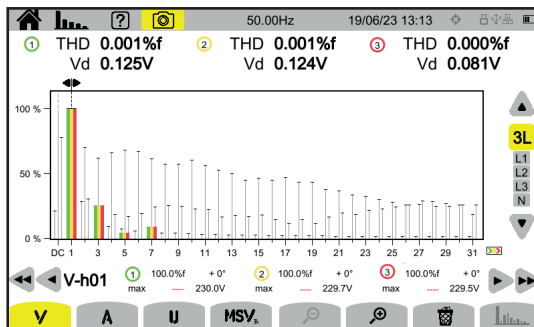 50.00Hz 19/06/23 13:13
1 THD 0.001%f 2 THD 0.001%f 3 THD 0.000%f
Vd 0.125V Vd 0.124V Vd 0.081V
100 %
50 %
0 %
3L
L1
L2
L3
N
DC 1 3 5 7 9 11 13 15 17 19 21 23 25 27 29 31
V-h01 1 100.0%f + 0° 2 100.0%f + 0° 3 100.0%f + 0°
max ---- 230.0V max ---- 229.7V max ---- 229.5V
V A U MSV